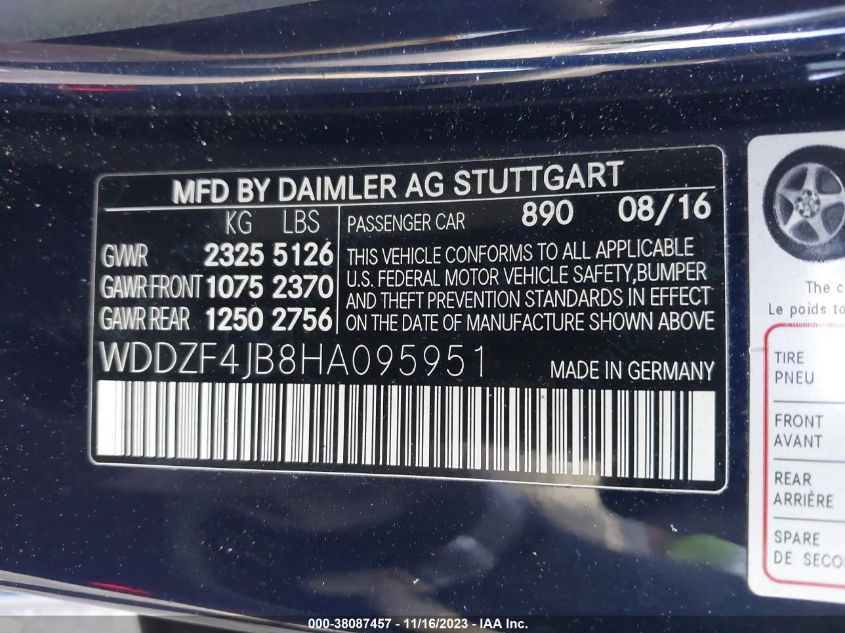 MFD BY DAIMLER AG STUTTGART
KG LBS
GVWR 2325 5126
GAWR FRONT 1075 2370
GAWR REAR 1250 2756
PASSENGER CAR 890 08/16
THIS VEHICLE CONFORMS TO ALL APPLICABLE
U.S. FEDERAL MOTOR VEHICLE SAFETY,BUMPER
AND THEFT PREVENTION STANDARDS IN EFFECT
ON THE DATE OF MANUFACTURE SHOWN ABOVE
WDDZF4JB8HA095951 MADE IN GERMANY
The
Le poids
TIRE
PNEU
FRONT
AVANT
REAR
ARRIÈRE
SPARE
DE
000-38087457 - 11/16/2023 - IAA Inc.